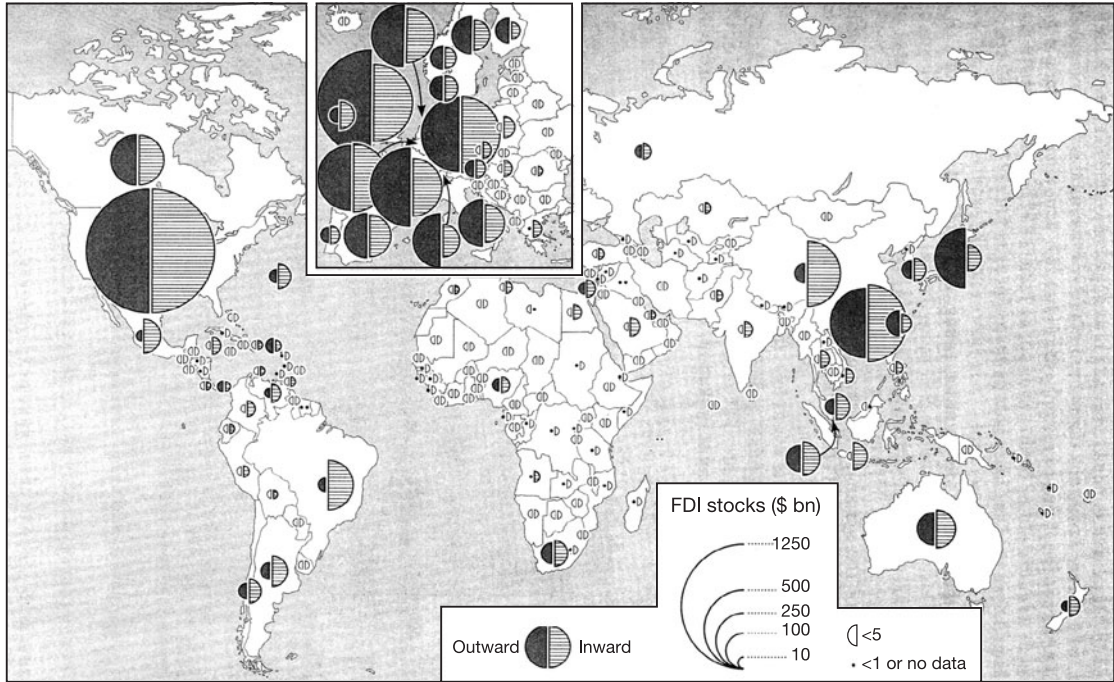 FDI stocks ($ bn)
1250
500
250
100
10
Outward
Inward
<5
<1 or no data